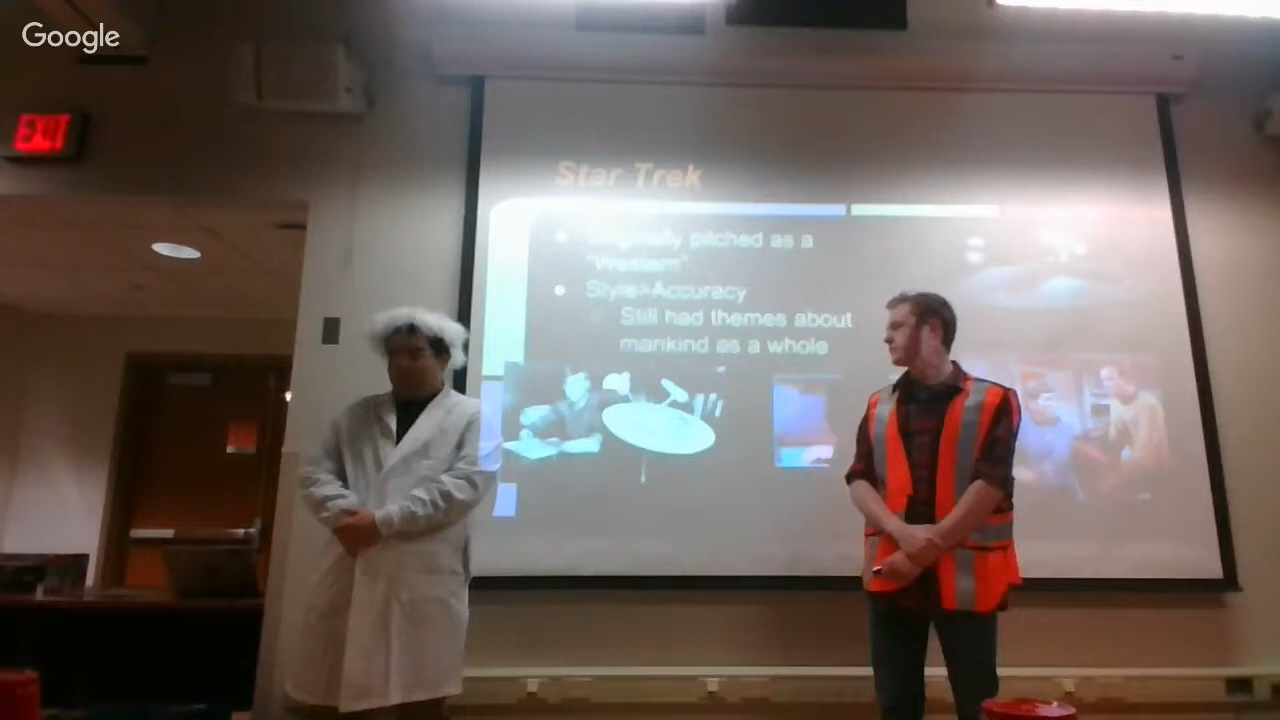 Google
EXIT
Star Trek
Originally pitched as a
"Western"
Style>Accuracy
Still had themes about
mankind as a whole